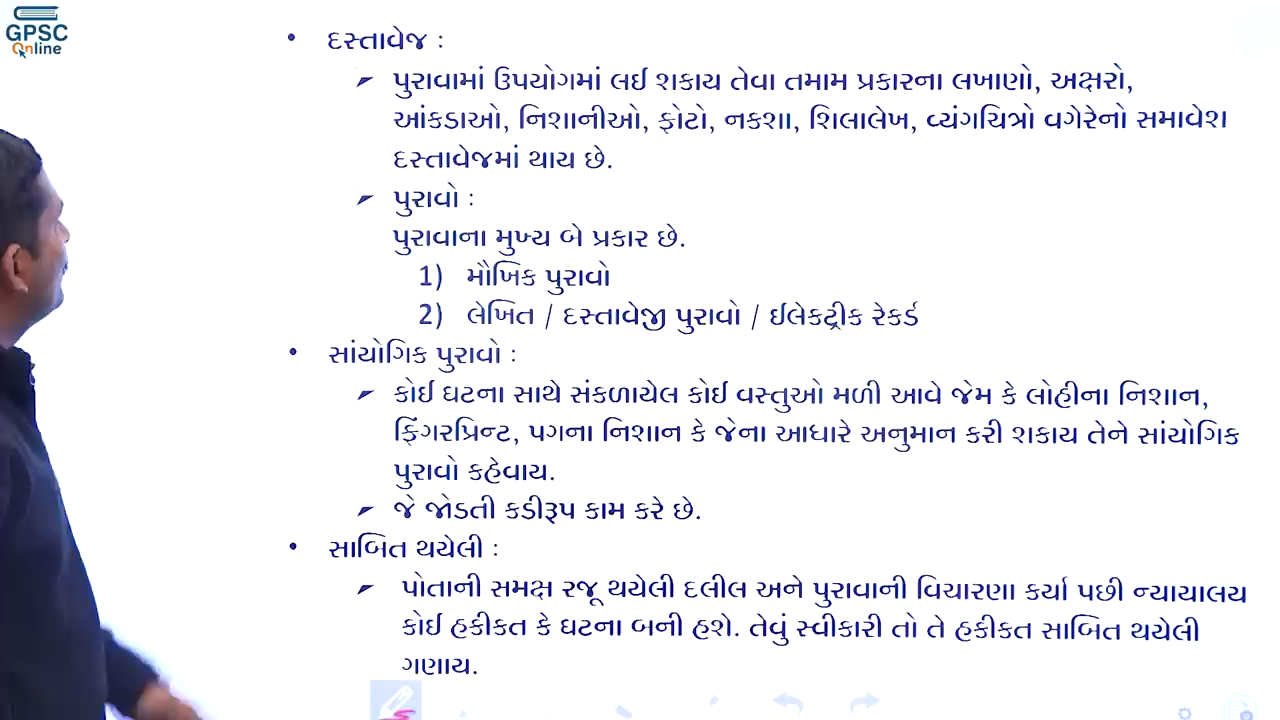 GPSC
Online
• દસ્તાવેજ :
➤ પુરાવામાં ઉપયોગમાં લઈ શકાય તેવા તમામ પ્રકારના લખાણો, અક્ષરો,
આંકડાઓ, નિશાનીઓ, ફોટો, નકશા, શિલાલેખ, વ્યંગચિત્રો વગેરેનો સમાવેશ
દસ્તાવેજમાં થાય છે.
➤ પુરાવો :
પુરાવાના મુખ્ય બે પ્રકાર છે.
1) મૌખિક પુરાવો
2) લેખિત / દસ્તાવેજી પુરાવો / ઈલેકટ્રીક રેકર્ડ
• સાંયોગિક પુરાવો :
➤ કોઈ ઘટના સાથે સંકળાયેલ કોઈ વસ્તુઓ મળી આવે જેમ કે લોહીના નિશાન,
ફિંગરપ્રિન્ટ, પગના નિશાન કે જેના આધારે અનુમાન કરી શકાય તેને સાંયોગિક
પુરાવો કહેવાય.
➤ જે જોડતી કડીરૂપ કામ કરે છે.
• સાબિત થયેલી :
➤ પોતાની સમક્ષ રજૂ થયેલી દલીલ અને પુરાવાની વિચારણા કર્યા પછી ન્યાયાલય
કોઈ હકીકત કે ઘટના બની હશે. તેવું સ્વીકારી તો તે હકીકત સાબિત થયેલી
ગણાય.